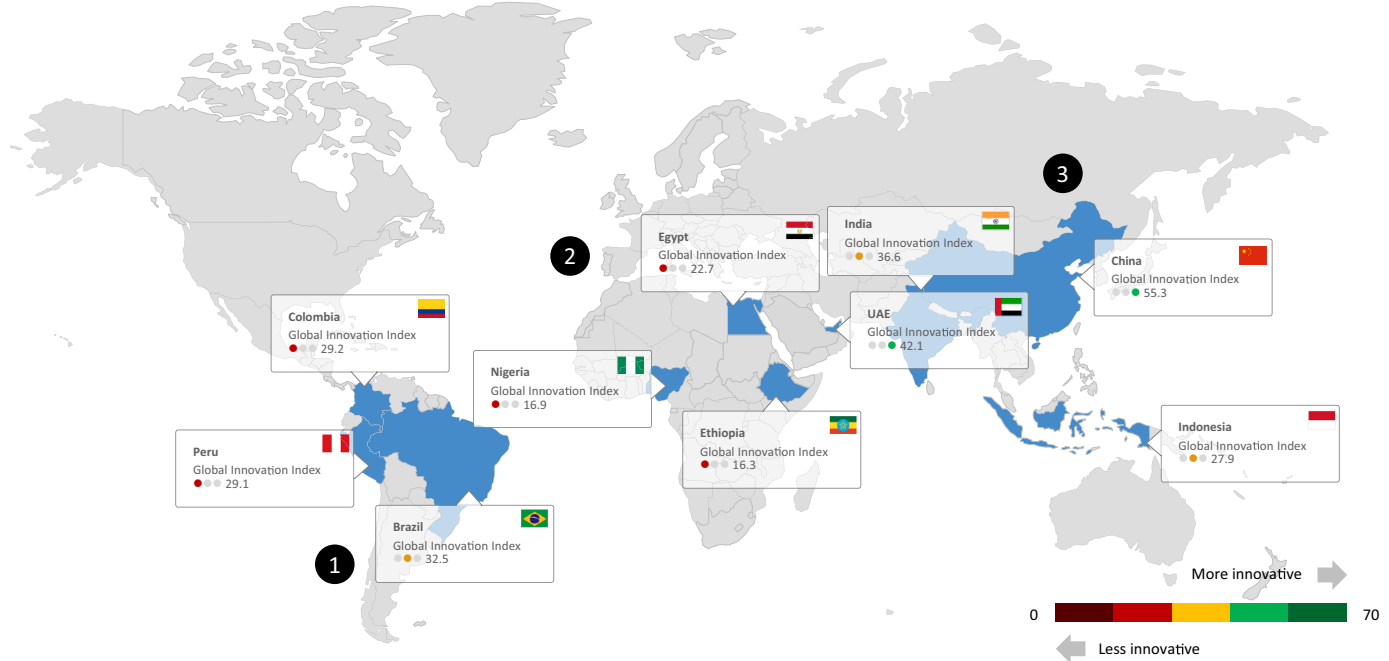 3
India
Global Innovation Index
36.6
Egypt
Global Innovation Index
22.7
2
China
Global Innovation Index
55.3
UAE
Global Innovation Index
42.1
Colombia
Global Innovation Index
29.2
Nigeria
Global Innovation Index
16.9
Ethiopia
Global Innovation Index
16.3
Indonesia
Global Innovation Index
27.9
Peru
Global Innovation Index
29.1
Brazil
Global Innovation Index
32.5
1
More innovative
0
70
Less innovative